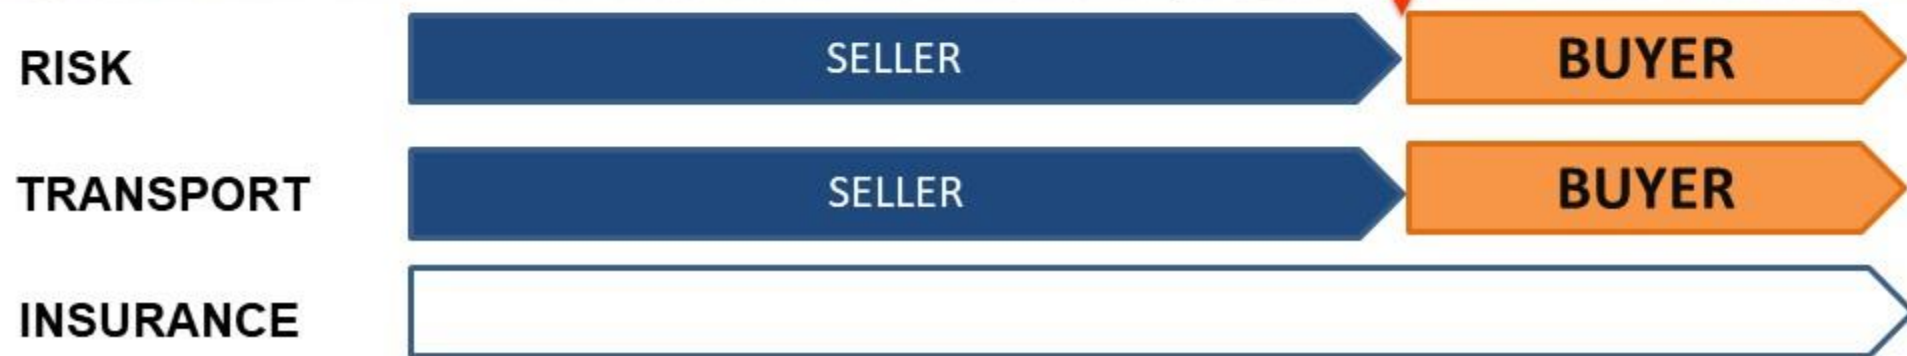 RISK SELLER BUYER
TRANSPORT SELLER BUYER
INSURANCE